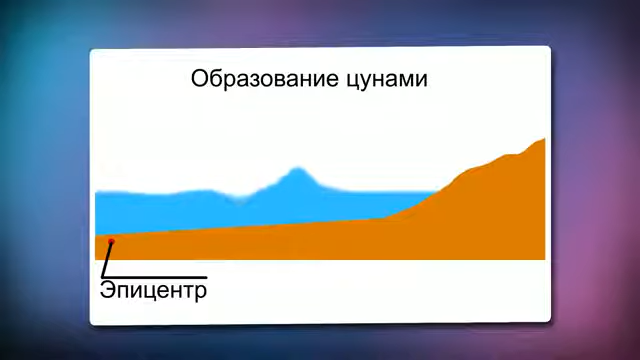 Образование цунами
Эпицентр